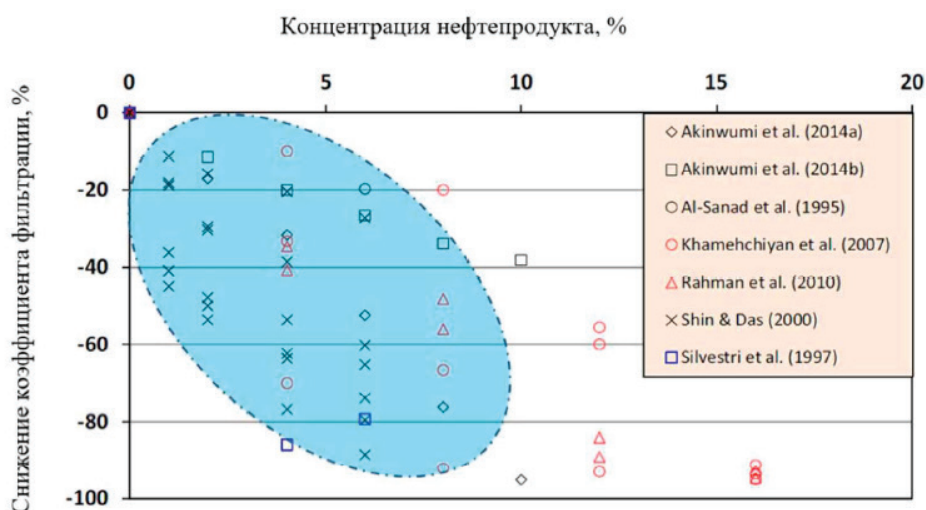 Концентрация нефтепродукта, %
0 5 10 15 20
Снижение коэффициента фильтрации, %
0
-20
-40
-60
-80
-100
Akinwumi et al. (2014a)
Akinwumi et al. (2014b)
Al-Sanad et al. (1995)
Khamehchiyan et al. (2007)
Rahman et al. (2010)
Shin & Das (2000)
Silvestri et al. (1997)